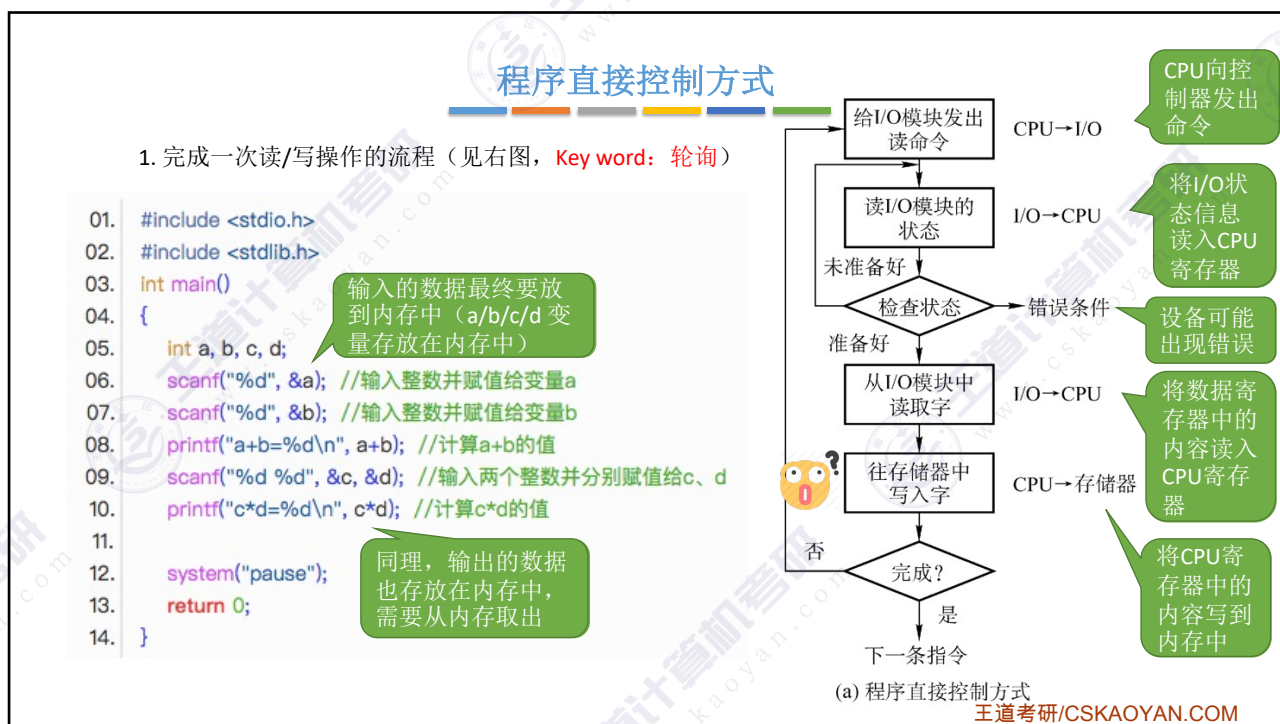 程序直接控制方式
1. 完成一次读/写操作的流程（见右图，Key word：轮询）
01. #include <stdio.h>
02. #include <stdlib.h>
03. int main()
04. {
05. int a, b, c, d;
06. scanf("%d", &a); //输入整数并赋值给变量a
07. scanf("%d", &b); //输入整数并赋值给变量b
08. printf("a+b=%d\n", a+b); //计算a+b的值
09. scanf("%d %d", &c, &d); //输入两个整数并分别赋值给c、d
10. printf("c*d=%d\n", c*d); //计算c*d的值
11.
12. system("pause");
13. return 0;
14. }
输入的数据最终要放
到内存中（a/b/c/d 变
量存放在内存中）
同理，输出的数据
也存放在内存中，
需要从内存取出
给I/O模块发出
读命令
CPU→I/O
CPU向控
制器发出
命令
读I/O模块的
状态
I/O→CPU
将I/O状
态信息
读入CPU
寄存器
未准备好
检查状态
错误条件
设备可能
出现错误
准备好
从I/O模块中
读取字
I/O→CPU
将数据寄
存器中的
内容读入
CPU寄存
器
?
往存储器中
写入字
CPU→存储器
将CPU寄
存器中的
内容写到
内存中
否
完成?
是
下一条指令
(a) 程序直接控制方式
王道考研/CSKAOYAN.COM
王道计算机考研
www.cskaoyan.com